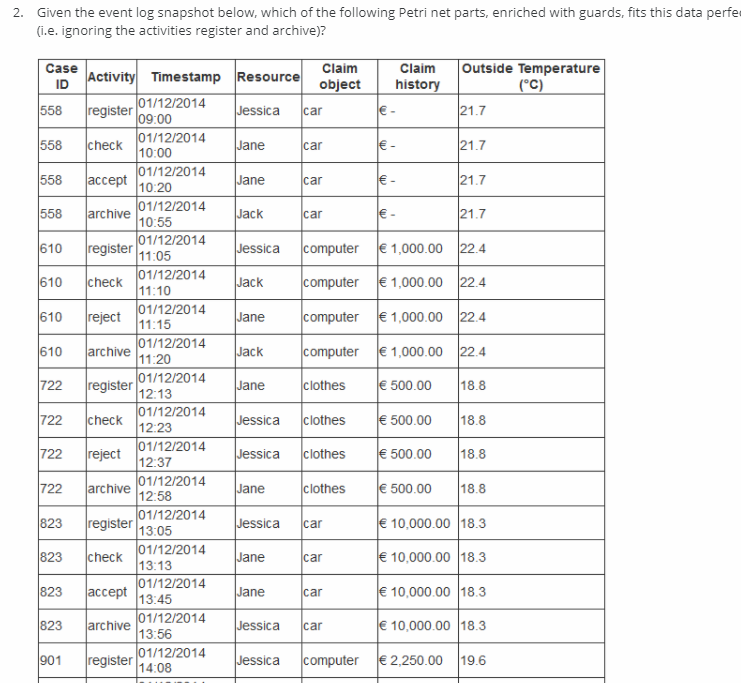 2. Given the event log snapshot below, which of the following Petri net parts, enriched with guards, fits this data
(i.e. ignoring the activities register and archive)?
Case ID Activity Timestamp Resource Claim object Claim history Outside Temperature (°C)
558 register 01/12/2014 09:00 Jessica car € - 21.7
558 check 01/12/2014 10:00 Jane car € - 21.7
558 accept 01/12/2014 10:20 Jane car € - 21.7
558 archive 01/12/2014 10:55 Jack car € - 21.7
610 register 01/12/2014 11:05 Jessica computer € 1,000.00 22.4
610 check 01/12/2014 11:10 Jack computer € 1,000.00 22.4
610 reject 01/12/2014 11:15 Jane computer € 1,000.00 22.4
610 archive 01/12/2014 11:20 Jack computer € 1,000.00 22.4
722 register 01/12/2014 12:13 Jane clothes € 500.00 18.8
722 check 01/12/2014 12:23 Jessica clothes € 500.00 18.8
722 reject 01/12/2014 12:37 Jessica clothes € 500.00 18.8
722 archive 01/12/2014 12:58 Jane clothes € 500.00 18.8
823 register 01/12/2014 13:05 Jessica car € 10,000.00 18.3
823 check 01/12/2014 13:13 Jane car € 10,000.00 18.3
823 accept 01/12/2014 13:45 Jane car € 10,000.00 18.3
823 archive 01/12/2014 13:56 Jessica car € 10,000.00 18.3
901 register 01/12/2014 14:08 Jessica computer € 2,250.00 19.6